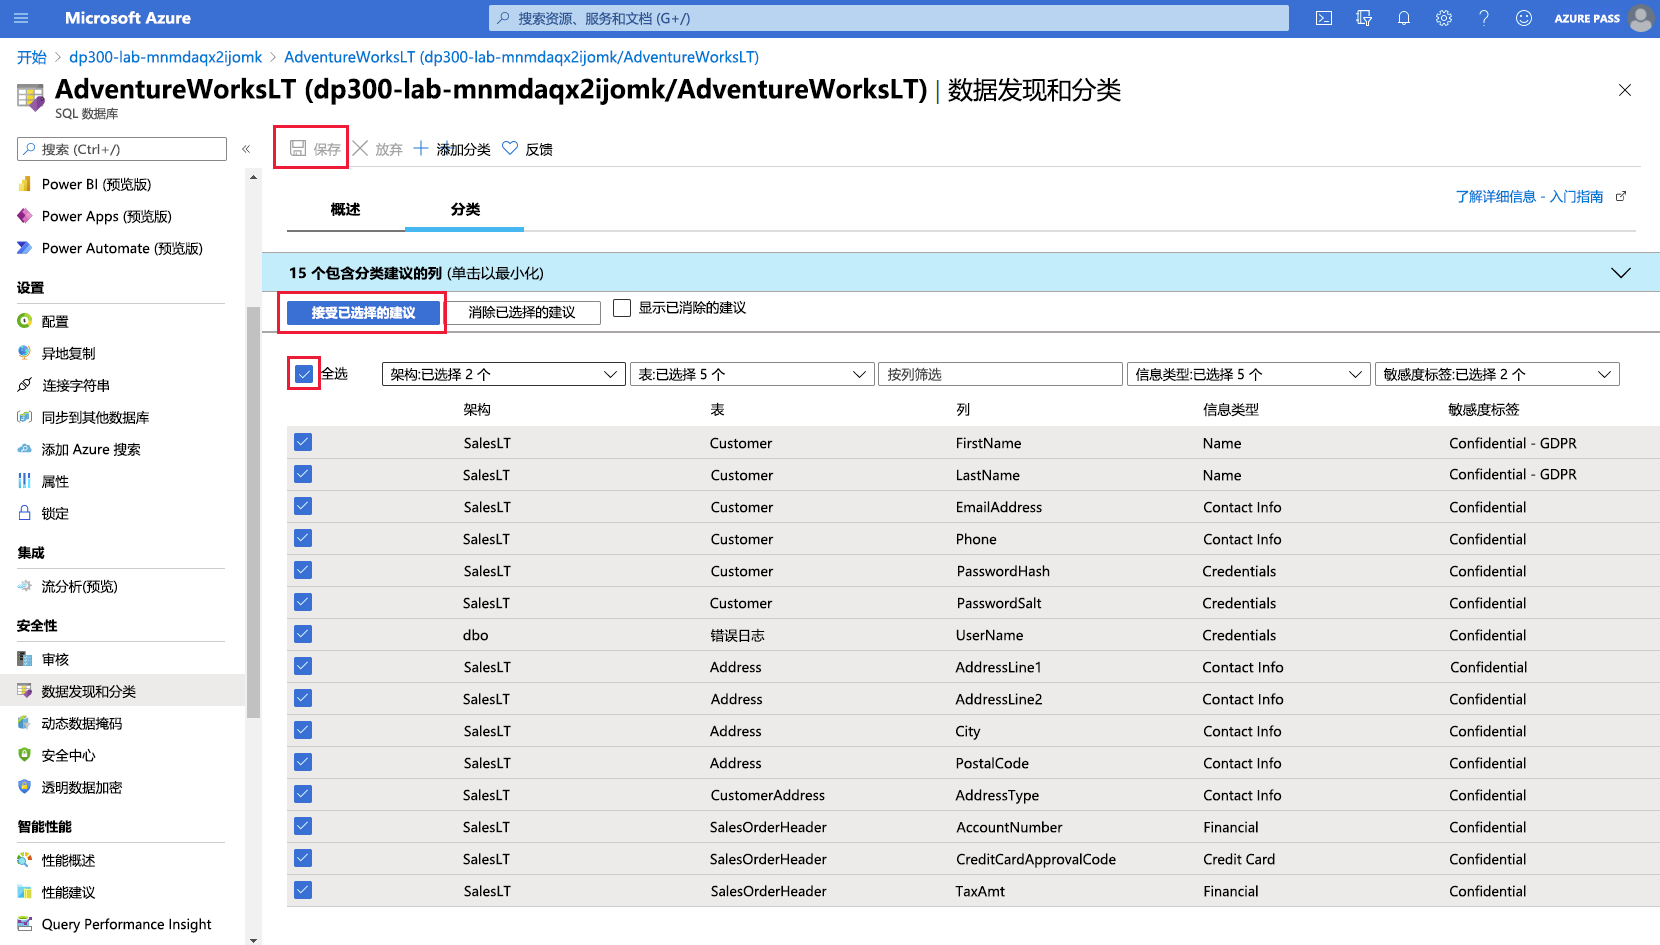 Microsoft Azure
搜索资源、服务和文档 (G+/)
AZURE PASS
开始 > dp300-lab-mnmdaqx2ijomk > AdventureWorksLT (dp300-lab-mnmdaqx2ijomk/AdventureWorksLT)
AdventureWorksLT (dp300-lab-mnmdaqx2ijomk/AdventureWorksLT) | 数据发现和分类
SQL 数据库
搜索 (Ctrl+/)
Power BI (预览版)
Power Apps (预览版)
Power Automate (预览版)
设置
配置
异地复制
连接字符串
同步到其他数据库
添加 Azure 搜索
属性
锁定
集成
流分析(预览)
安全性
审核
数据发现和分类
动态数据掩码
安全中心
透明数据加密
智能性能
性能概述
性能建议
Query Performance Insight
保存 放弃 添加分类 反馈
了解详细信息 - 入门指南
概述 分类
15 个包含分类建议的列 (单击以最小化)
接受已选择的建议 消除已选择的建议 显示已消除的建议
全选 架构:已选择 2 个 表:已选择 5 个 按列筛选 信息类型:已选择 5 个 敏感度标签:已选择 2 个
架构 表 列 信息类型 敏感度标签
SalesLT Customer FirstName Name Confidential - GDPR
SalesLT Customer LastName Name Confidential - GDPR
SalesLT Customer EmailAddress Contact Info Confidential
SalesLT Customer Phone Contact Info Confidential
SalesLT Customer PasswordHash Credentials Confidential
SalesLT Customer PasswordSalt Credentials Confidential
dbo 错误日志 UserName Credentials Confidential
SalesLT Address AddressLine1 Contact Info Confidential
SalesLT Address AddressLine2 Contact Info Confidential
SalesLT Address City Contact Info Confidential
SalesLT Address PostalCode Contact Info Confidential
SalesLT CustomerAddress AddressType Contact Info Confidential
SalesLT SalesOrderHeader AccountNumber Financial Confidential
SalesLT SalesOrderHeader CreditCardApprovalCode Credit Card Confidential
SalesLT SalesOrderHeader TaxAmt Financial Confidential